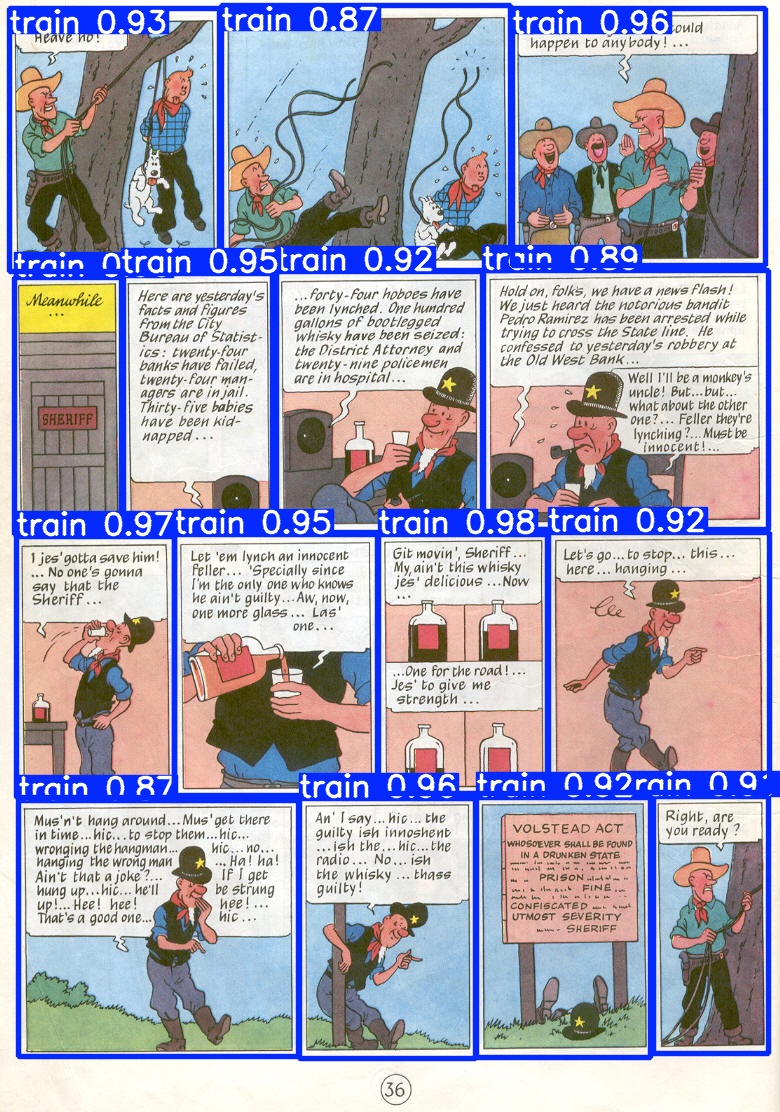 train 0.93
train 0.87
train 0.96
Heave ho!
could
happen to anybody! ...
train 0.95
train 0.92
train 0.89
Meanwhile
...
SHERIFF
Here are yesterday's
facts and figures
from the City
Bureau of Statist-
ics: twenty-four
banks have failed,
twenty-four man-
agers are in jail.
Thirty-five babies
have been kid-
napped ...
...forty-four hoboes have
been lynched. One hundred
gallons of bootlegged
whisky have been seized:
the District Attorney and
twenty-nine policemen
are in hospital...
Hold on, folks, we have a news flash!
We just heard the notorious bandit
Pedro Ramirez has been arrested while
trying to cross the State line. He
confessed to yesterday's robbery at
the Old West Bank...
Well I'll be a monkey's
uncle! But...but...
what about the other
one?... Feller they're
lynching?...Must be
innocent!...
train 0.97
train 0.95
train 0.98
train 0.92
I jes' gotta save him!
... No one's gonna
say that the
Sheriff...
Let 'em lynch an innocent
feller... 'Specially since
I'm the only one who knows
he ain't guilty...Aw, now,
one more glass... Las'
one...
Git movin', Sheriff...
My, ain't this whisky
jes' delicious ...Now
...
...One for the road!...
Jes' to give me
strength...
Let's go...to stop... this...
here... hanging...
train 0.87
train 0.96
train 0.92
train 0.91
Mus'n't hang around...Mus' get there
in time...hic...to stop them...hic...
wronging the hangman... hic... no...
hanging the wrong man ...Ha! ha!
Ain't that a joke?... If I get
hung up...hic... he'll be strung
up!...Hee! hee! hee!...
That's a good one... hic...
An' I say... hic ... the
guilty ish innoshent
...ish the...hic...the
radio... No...ish
the whisky ...thass
guilty!
VOLSTEAD ACT
WHOSOEVER SHALL BE FOUND
IN A DRUNKEN STATE
PRISON
FINE
CONFISCATED
UTMOST SEVERITY
SHERIFF
Right, are
you ready?
36